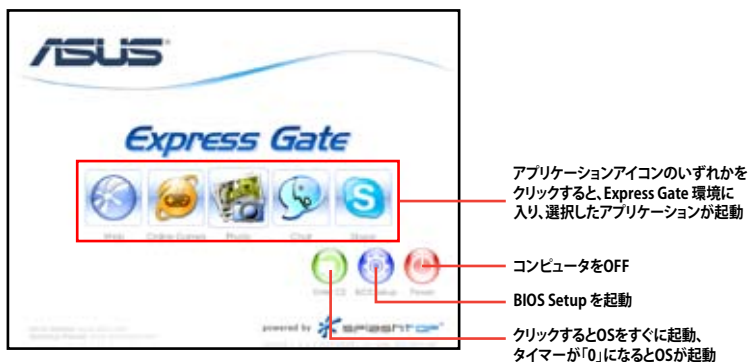 ASUS
Express Gate
Web Online Games Photo Chat Skype
アプリケーションアイコンのいずれかを
クリックすると、Express Gate 環境に
入り、選択したアプリケーションが起動
コンピュータをOFF
BIOS Setup を起動
クリックするとOSをすぐに起動、
タイマーが「0」になるとOSが起動
powered by splashtop